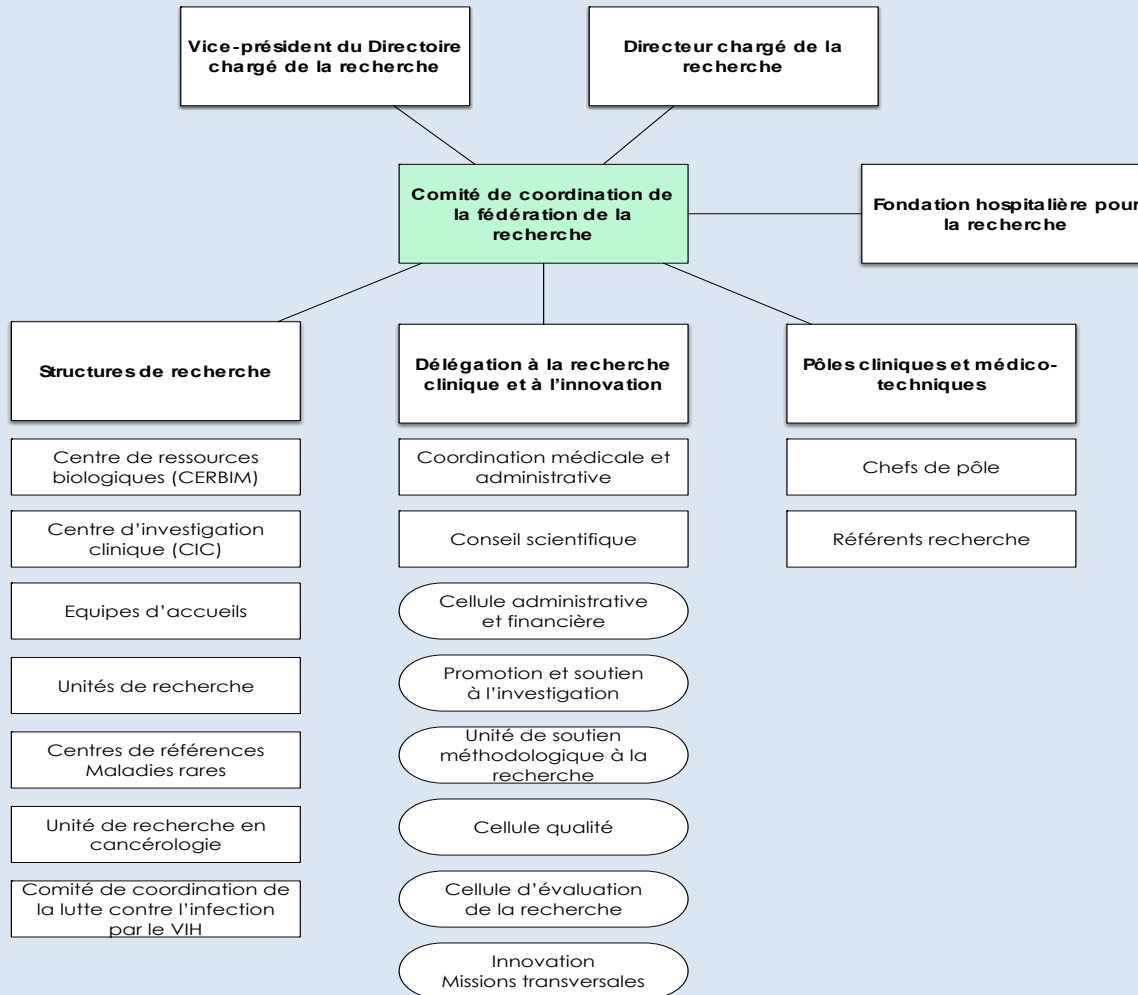 Vice-président du Directoire
chargé de la recherche
Directeur chargé de la
recherche
Comité de coordination de
la fédération de la
recherche
Fondation hospitalière pour
la recherche
Structures de recherche
Délégation à la recherche
clinique et à l’innovation
Pôles cliniques et médico-
techniques
Centre de ressources
biologiques (CERBIM)
Centre d’investigation
clinique (CIC)
Equipes d’accueils
Unités de recherche
Centres de références
Maladies rares
Unité de recherche en
cancérologie
Comité de coordination de
la lutte contre l’infection
par le VIH
Coordination médicale et
administrative
Conseil scientifique
Cellule administrative
et financière
Promotion et soutien
à l’investigation
Unité de soutien
méthodologique à la
recherche
Cellule qualité
Cellule d’évaluation
de la recherche
Innovation
Missions transversales
Chefs de pôle
Référents recherche